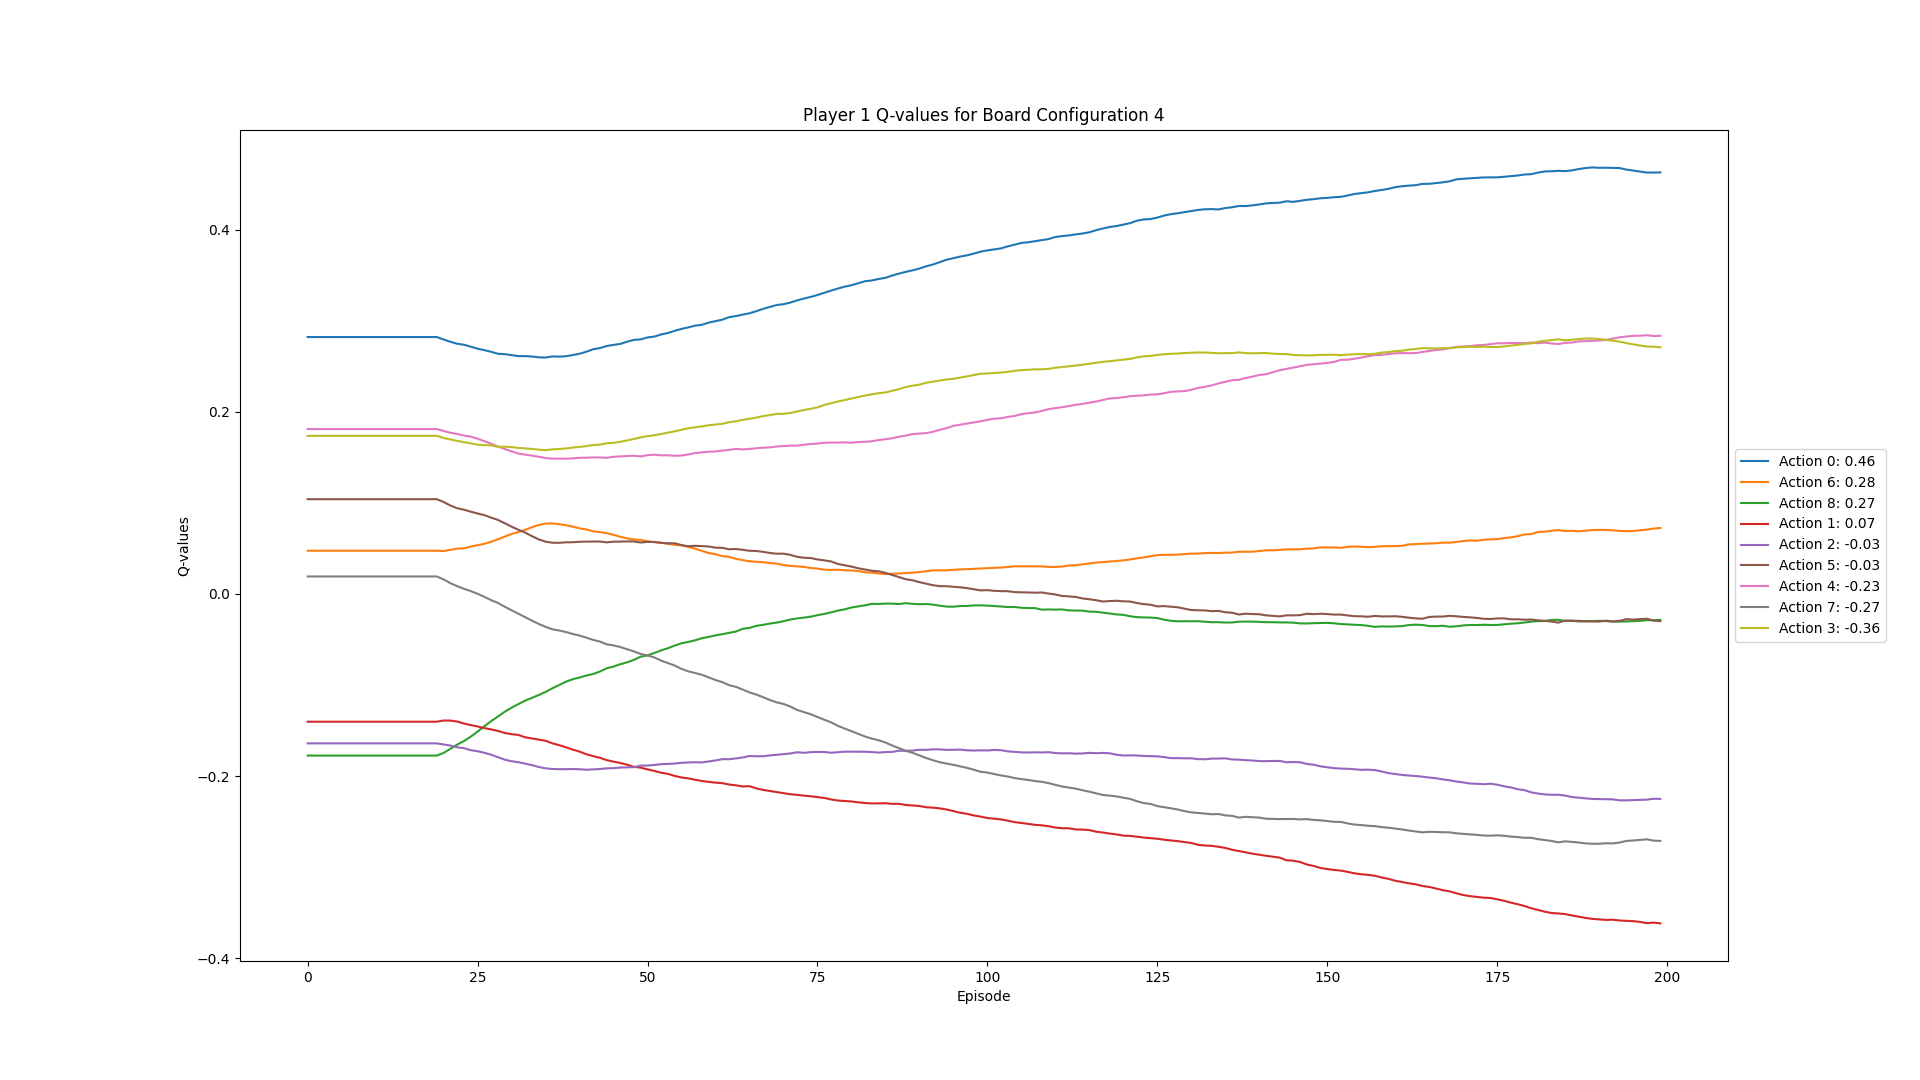 Player 1 Q-values for Board Configuration 4
Q-values
0.4
0.2
0.0
−0.2
−0.4
0 25 50 75 100 125 150 175 200
Episode
Action 0: 0.46
Action 6: 0.28
Action 8: 0.27
Action 1: 0.07
Action 2: -0.03
Action 5: -0.03
Action 4: -0.23
Action 7: -0.27
Action 3: -0.36